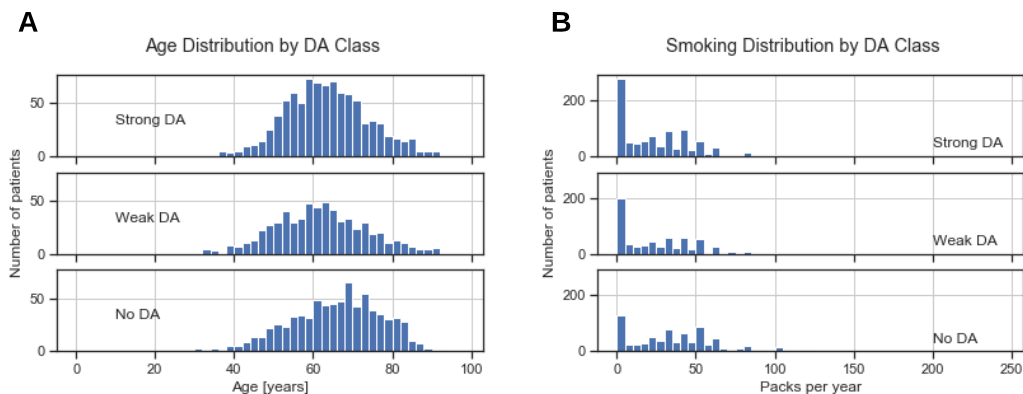 A
B
Age Distribution by DA Class
Smoking Distribution by DA Class
Number of patients
50
Strong DA
0
50
Weak DA
0
50
No DA
0
0 20 40 60 80 100
Age [years]
Number of patients
200
Strong DA
0
200
Weak DA
0
200
No DA
0
0 50 100 150 200 250
Packs per year